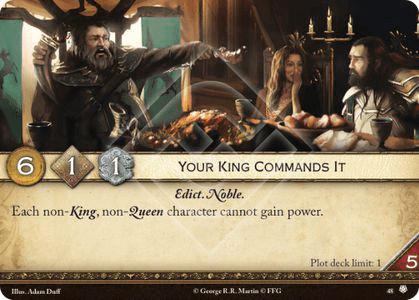 6 1 1 YOUR KING COMMANDS IT
Edict. Noble.
Each non-King, non-Queen character cannot gain power.
Plot deck limit: 1
5
Illus. Adam Duff © George R.R. Martin © FFG 48